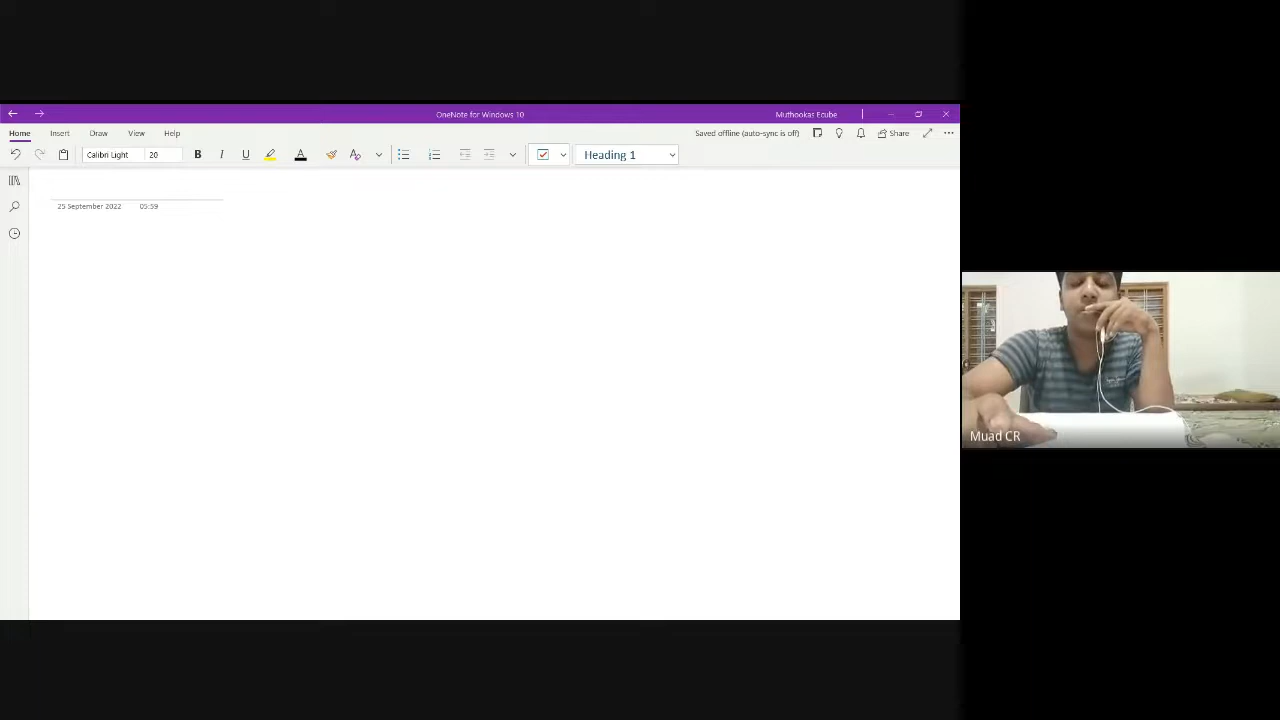 OneNote for Windows 10
Muthookas Ecube
Home Insert Draw View Help
Saved offline (auto-sync is off) Share
Calibri Light 20 B I U A Heading 1
25 September 2022 05:59
Muad CR